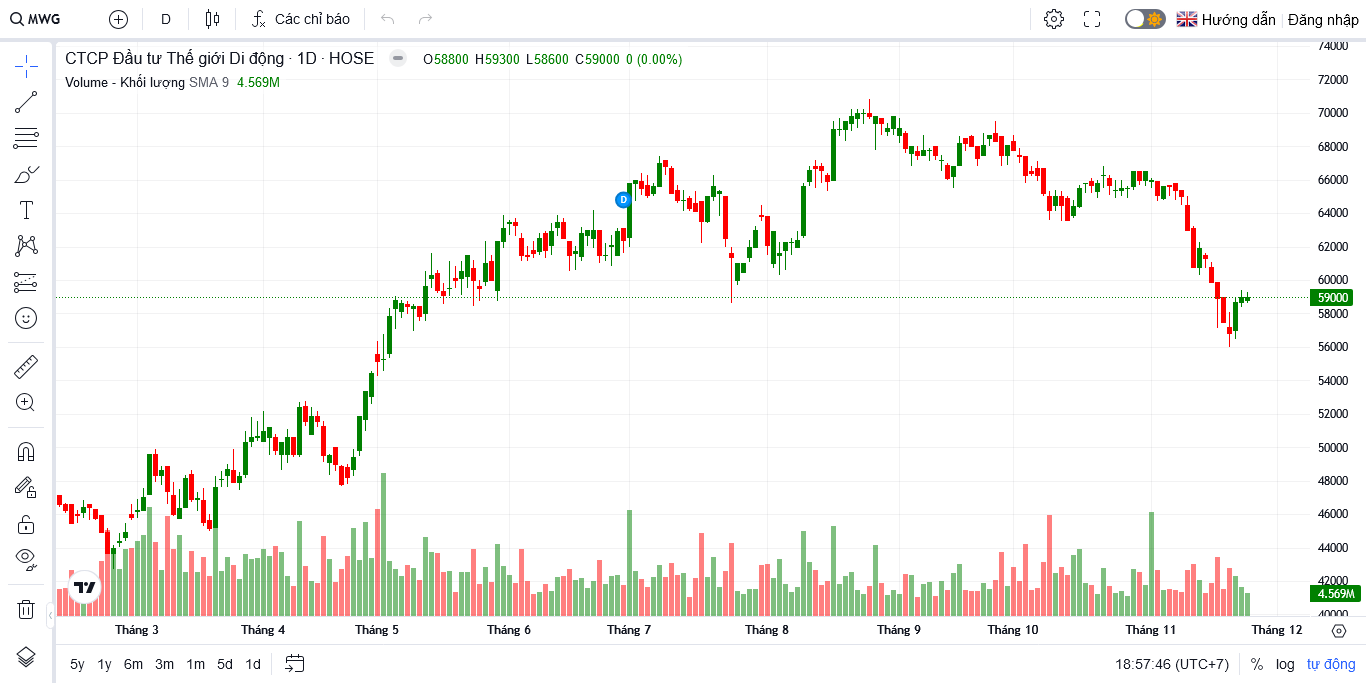 MWG D Các chỉ báo Hướng dẫn Đăng nhập
CTCP Đầu tư Thế giới Di động · 1D · HOSE O58800 H59300 L58600 C59000 0 (0.00%)
Volume - Khối lượng SMA 9 4.569M
74000
72000
70000
68000
66000
D
64000
62000
60000
59000
58000
56000
54000
52000
50000
48000
46000
44000
42000
4.569M
40000
Tháng 3 Tháng 4 Tháng 5 Tháng 6 Tháng 7 Tháng 8 Tháng 9 Tháng 10 Tháng 11 Tháng 12
5y 1y 6m 3m 1m 5d 1d 18:57:46 (UTC+7) % log tự động